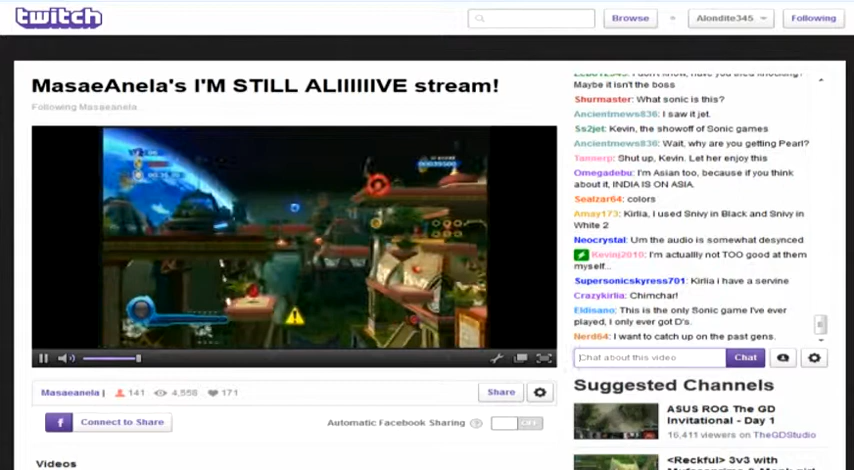 twitch
Browse
Alondite345
Following
MasaeAnela's I'M STILL ALIIIIIIVE stream!
Following Masaeanela
Maybe it isn't the boss
Shurmaster: What sonic is this?
Ancientmews836: I saw it jet.
Ss2jet: Kevin, the showoff of Sonic games
Ancientmews836: Wait, why are you getting Pearl?
Tannerp: Shut up, Kevin. Let her enjoy this
Omegadebu: I'm Asian too, because if you think
about it, INDIA IS ON ASIA.
Sealzar64: colors
Amay173: Kirlia, I used Snivy in Black and Snivy in
White 2
Neocrystal: Um the audio is somewhat desynced
Kevinj2010: I'm actuallly not TOO good at them
myself...
Supersonicskyress701: Kirlia i have a servine
Crazykirlia: Chimchar!
Eldisano: This is the only Sonic game I've ever
played, I only ever got D's.
Nerd64: I want to catch up on the past gens.
Chat about this video
Chat
Masaeanela | 141 4,558 171
Share
f Connect to Share
Automatic Facebook Sharing ? OFF
Videos
Suggested Channels
ASUS ROG The GD
Invitational - Day 1
16,411 viewers on TheGDStudio
<Reckful> 3v3 with